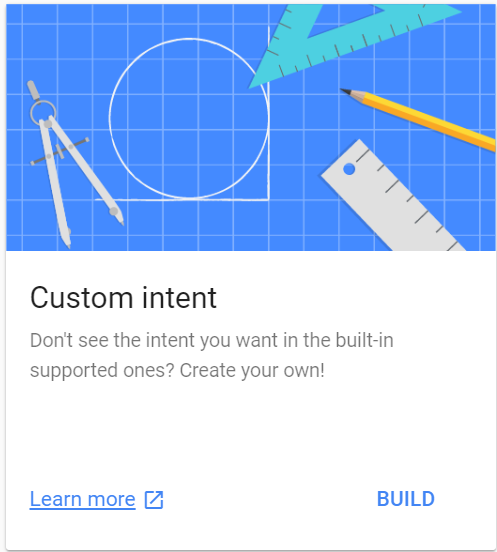 Custom intent
Don't see the intent you want in the built-in
supported ones? Create your own!
Learn more
BUILD